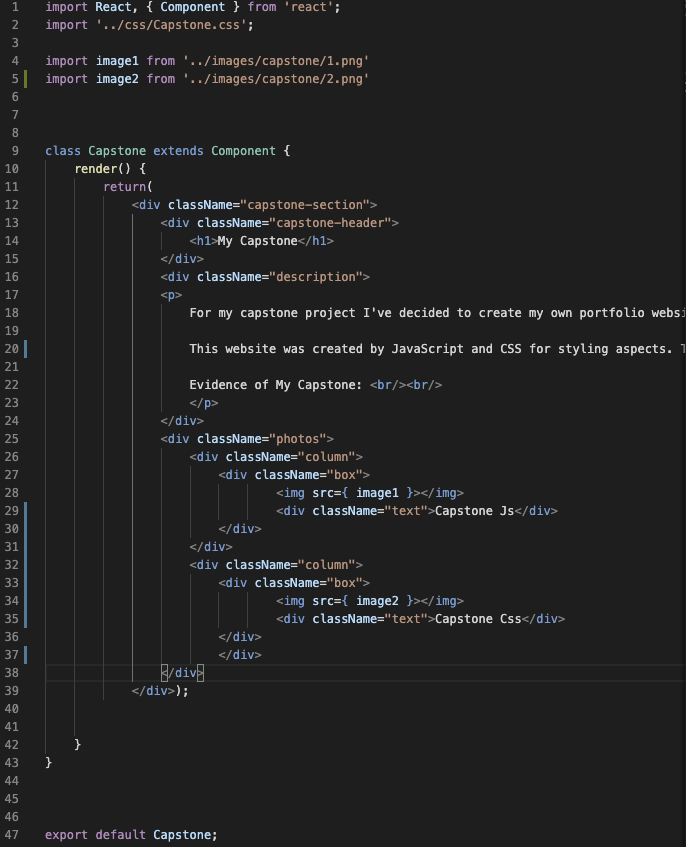 1 import React, { Component } from 'react';
2 import '../css/Capstone.css';
3
4 import image1 from '../images/capstone/1.png'
5 import image2 from '../images/capstone/2.png'
6
7
8
9 class Capstone extends Component {
10 render() {
11 return(
12 <div className="capstone-section">
13 <div className="capstone-header">
14 <h1>My Capstone</h1>
15 </div>
16 <div className="description">
17 <p>
18 For my capstone project I've decided to create my own portfolio
19
20 This website was created by JavaScript and CSS for styling aspects.
21
22 Evidence of My Capstone: <br/><br/>
23 </p>
24 </div>
25 <div className="photos">
26 <div className="column">
27 <div className="box">
28 <img src={ image1 }></img>
29 <div className="text">Capstone Js</div>
30 </div>
31 </div>
32 <div className="column">
33 <div className="box">
34 <img src={ image2 }></img>
35 <div className="text">Capstone Css</div>
36 </div>
37 </div>
38 </div>
39 </div>);
40
41
42 }
43 }
44
45
46
47 export default Capstone;